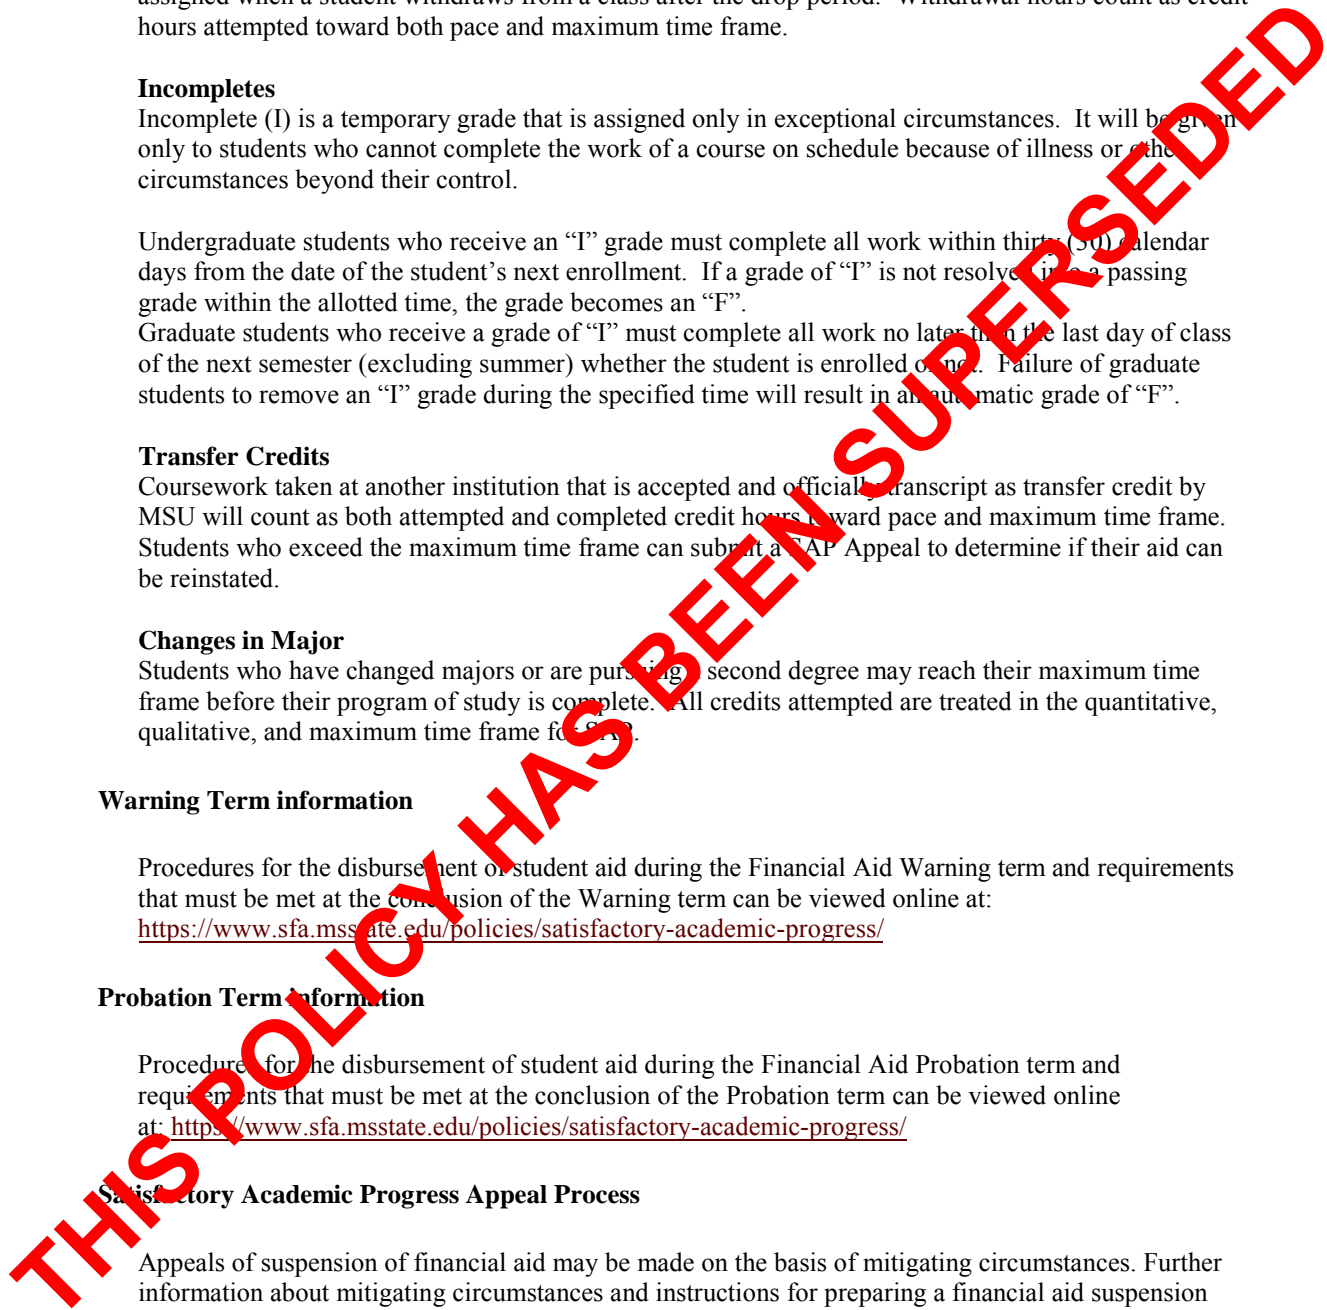 assigned when a student withdraws from a class after the drop period. Withdrawal hours count as credit
hours attempted toward both pace and maximum time frame.
Incompletes
Incomplete (I) is a temporary grade that is assigned only in exceptional circumstances. It will be given
only to students who cannot complete the work of a course on schedule because of illness or other
circumstances beyond their control.
Undergraduate students who receive an “I” grade must complete all work within thirty (30) calendar
days from the date of the student’s next enrollment. If a grade of “I” is not resolved into a passing
grade within the allotted time, the grade becomes an “F”.
Graduate students who receive a grade of “I” must complete all work no later than the last day of class
of the next semester (excluding summer) whether the student is enrolled or not. Failure of graduate
students to remove an “I” grade during the specified time will result in an automatic grade of “F”.
Transfer Credits
Coursework taken at another institution that is accepted and officially transcript as transfer credit by
MSU will count as both attempted and completed credit hours toward pace and maximum time frame.
Students who exceed the maximum time frame can submit a SAP Appeal to determine if their aid can
be reinstated.
Changes in Major
Students who have changed majors or are pursuing a second degree may reach their maximum time
frame before their program of study is complete. All credits attempted are treated in the quantitative,
qualitative, and maximum time frame for SAP.
Warning Term information
Procedures for the disbursement of student aid during the Financial Aid Warning term and requirements
that must be met at the conclusion of the Warning term can be viewed online at:
https://www.sfa.msstate.edu/policies/satisfactory-academic-progress/
Probation Term information
Procedures for the disbursement of student aid during the Financial Aid Probation term and
requirements that must be met at the conclusion of the Probation term can be viewed online
at: https://www.sfa.msstate.edu/policies/satisfactory-academic-progress/
Satisfactory Academic Progress Appeal Process
Appeals of suspension of financial aid may be made on the basis of mitigating circumstances. Further
information about mitigating circumstances and instructions for preparing a financial aid suspension
THIS POLICY HAS BEEN SUPERSEDED